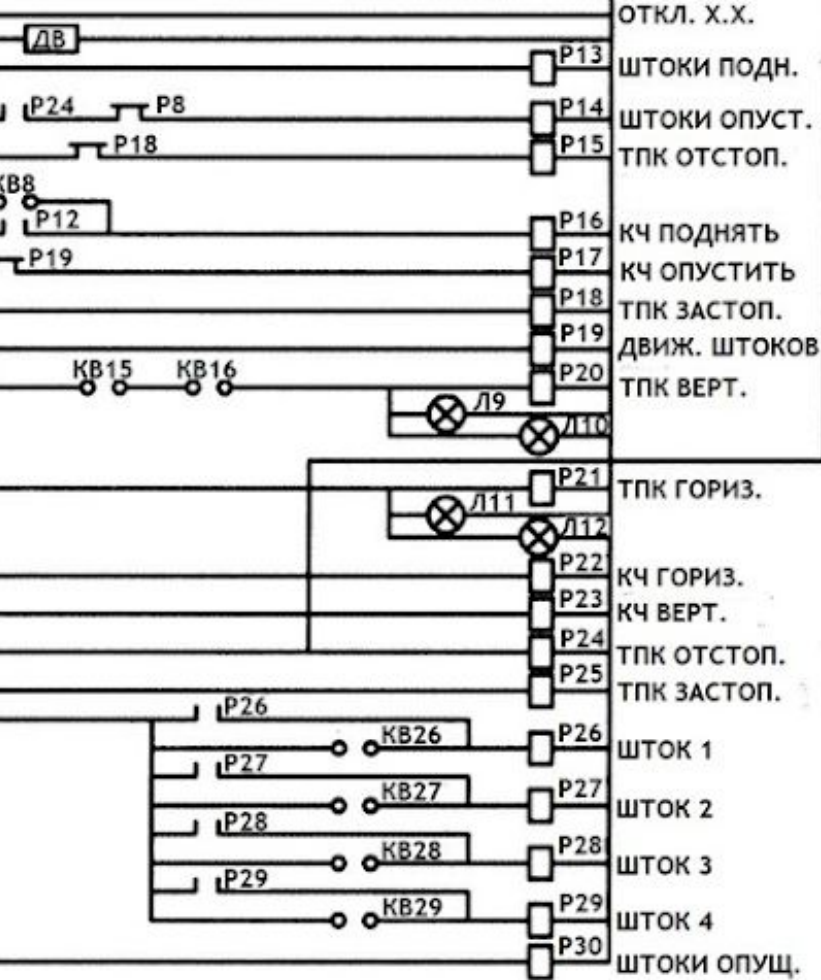 ОТКЛ. Х.Х.
ДВ
Р13 ШТОКИ ПОДН.
Р24 Р8 Р14 ШТОКИ ОПУСТ.
Р18 Р15 ТПК ОТСТОП.
КВ8
Р12 Р16 КЧ ПОДНЯТЬ
Р19 Р17 КЧ ОПУСТИТЬ
Р18 ТПК ЗАСТОП.
Р19 ДВИЖ. ШТОКОВ
КВ15 КВ16 Р20 ТПК ВЕРТ.
Л9
Л10
Р21 ТПК ГОРИЗ.
Л11
Л12
Р22 КЧ ГОРИЗ.
Р23 КЧ ВЕРТ.
Р24 ТПК ОТСТОП.
Р25 ТПК ЗАСТОП.
Р26
КВ26 Р26 ШТОК 1
Р27
КВ27 Р27 ШТОК 2
Р28
КВ28 Р28 ШТОК 3
Р29
КВ29 Р29 ШТОК 4
Р30 ШТОКИ ОПУЩ.